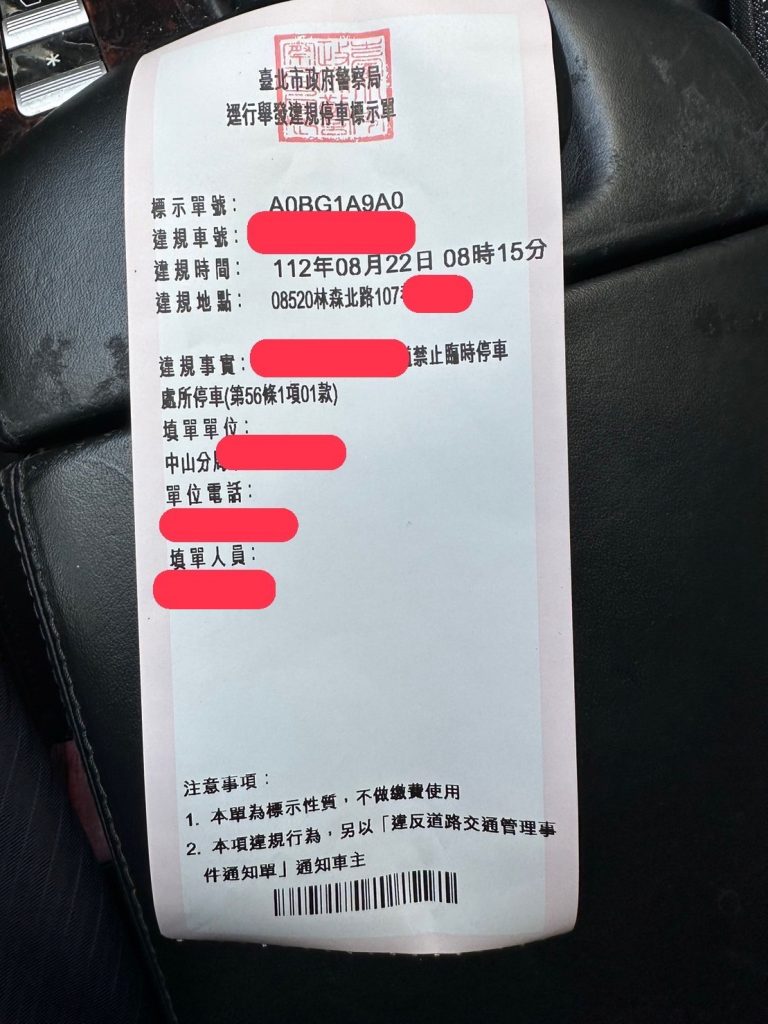 臺北市政府警察局
逕行舉發違規停車標示單
標示單號： A0BG1A9A0
違規車號：
違規時間： 112年08月22日 08時15分
違規地點： 08520林森北路107
違規事實： 禁止臨時停車
處所停車(第56條1項01款)
填單單位：
中山分局
單位電話：
填單人員：
注意事項：
1. 本單為標示性質，不做繳費使用
2. 本項違規行為，另以「違反道路交通管理事
件通知單」通知車主